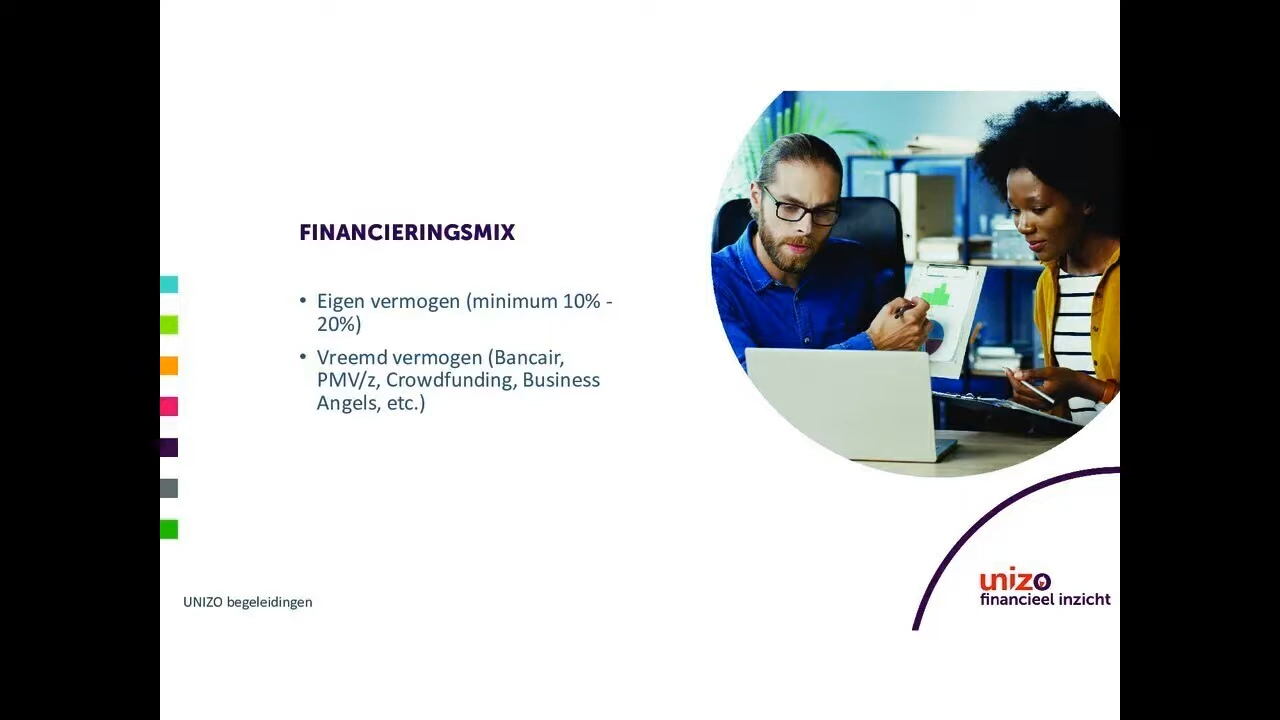 FINANCIERINGSMIX
• Eigen vermogen (minimum 10% -
20%)
• Vreemd vermogen (Bancair,
PMV/z, Crowdfunding, Business
Angels, etc.)
UNIZO begeleidingen
unizo
financieel inzicht